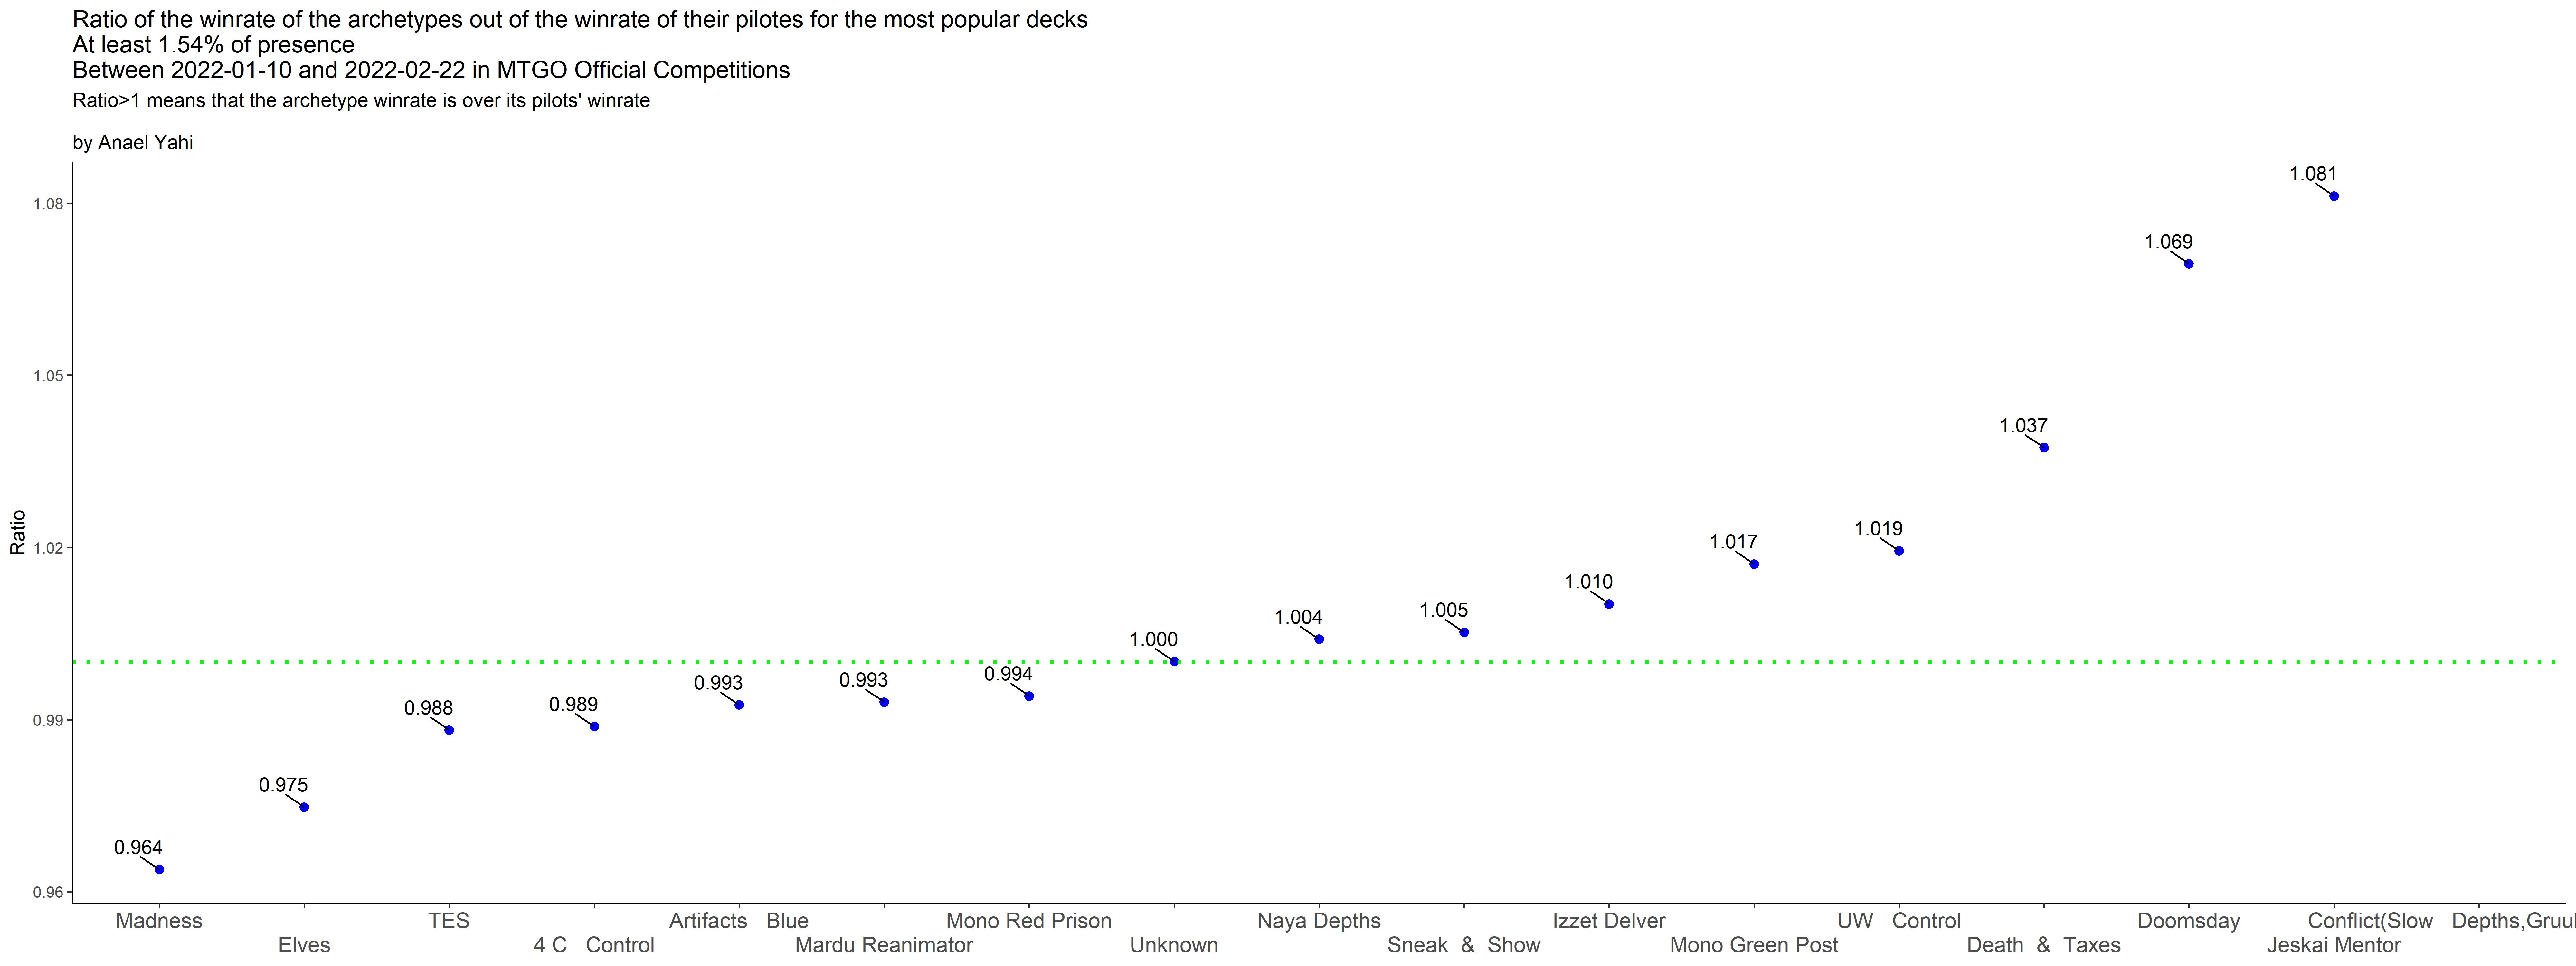 Ratio of the winrate of the archetypes out of the winrate of their pilotes for the most popular decks
At least 1.54% of presence
Between 2022-01-10 and 2022-02-22 in MTGO Official Competitions
Ratio>1 means that the archetype winrate is over its pilots' winrate
by Anael Yahi
1.081
1.08
1.069
1.05
1.037
Ratio
1.02
1.019
1.017
1.010
1.005
1.004
1.000
0.994
0.993
0.993
0.989
0.988
0.99
0.975
0.964
0.96
Madness
Elves
TES
4 C Control
Artifacts Blue
Mardu Reanimator
Mono Red Prison
Unknown
Naya Depths
Sneak & Show
Izzet Delver
Mono Green Post
UW Control
Death & Taxes
Doomsday
Jeskai Mentor
Conflict(Slow Depths,Gruul